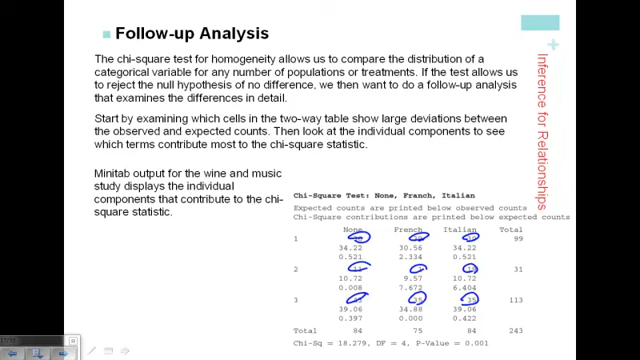 Follow-up Analysis
The chi-square test for homogeneity allows us to compare the distribution of a
categorical variable for any number of populations or treatments. If the test allows us
to reject the null hypothesis of no difference, we then want to do a follow-up analysis
that examines the differences in detail.
Start by examining which cells in the two-way table show large deviations between
the observed and expected counts. Then look at the individual components to see
which terms contribute most to the chi-square statistic.
Minitab output for the wine and music
study displays the individual
components that contribute to the chi-
square statistic.
Chi-Square Test: None, French, Italian
Expected counts are printed below observed counts
Chi-Square contributions are printed below expected counts
None French Italian Total
1 99
34.22 30.56 34.22
0.521 2.334 0.521
2 31
10.72 9.57 10.72
0.008 7.672 6.404
3 35 35 113
39.06 34.88 39.06
0.397 0.000 0.422
Total 84 75 84 243
Chi-Sq = 18.279, DF = 4, P-Value = 0.001
+
Inference for Relationships